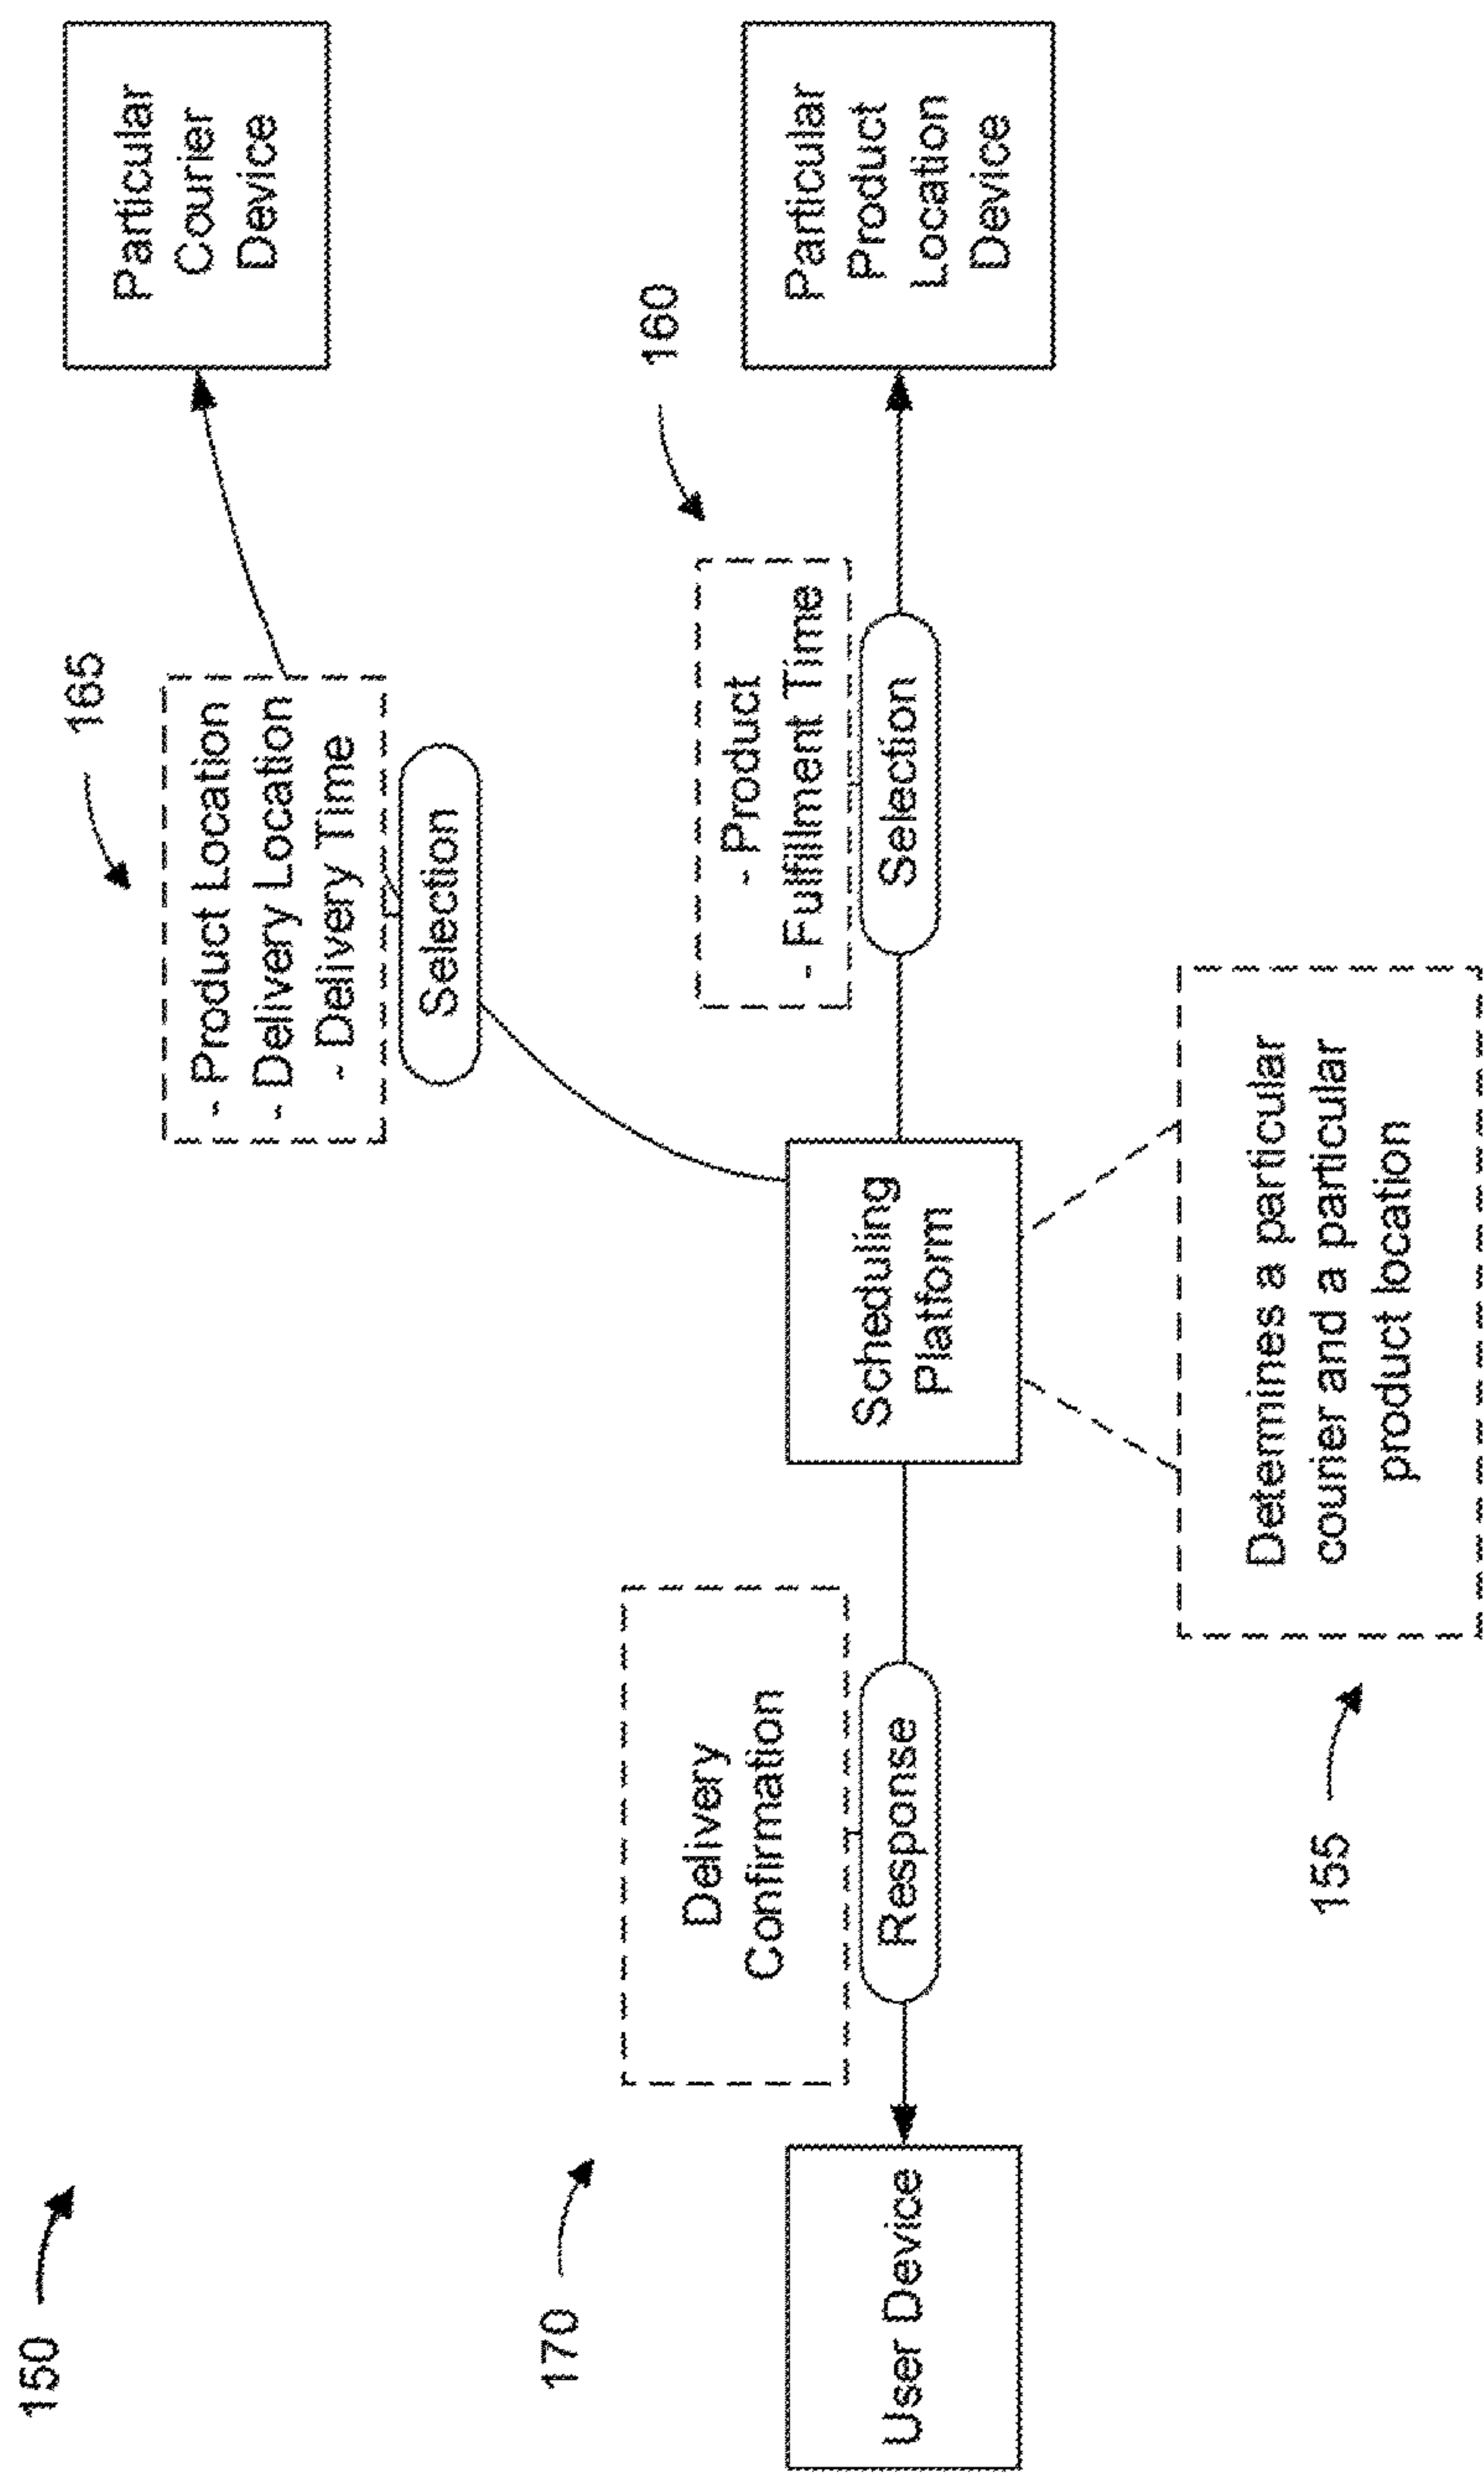 150
165
- Product Location
- Delivery Location
- Delivery Time
Selection
Particular
Courier
Device
170
Delivery
Confirmation
Response
User Device
Scheduling
Platform
160
- Product
- Fulfillment Time
Selection
Particular
Product
Location
Device
155
Determines a particular
courier and a particular
product location